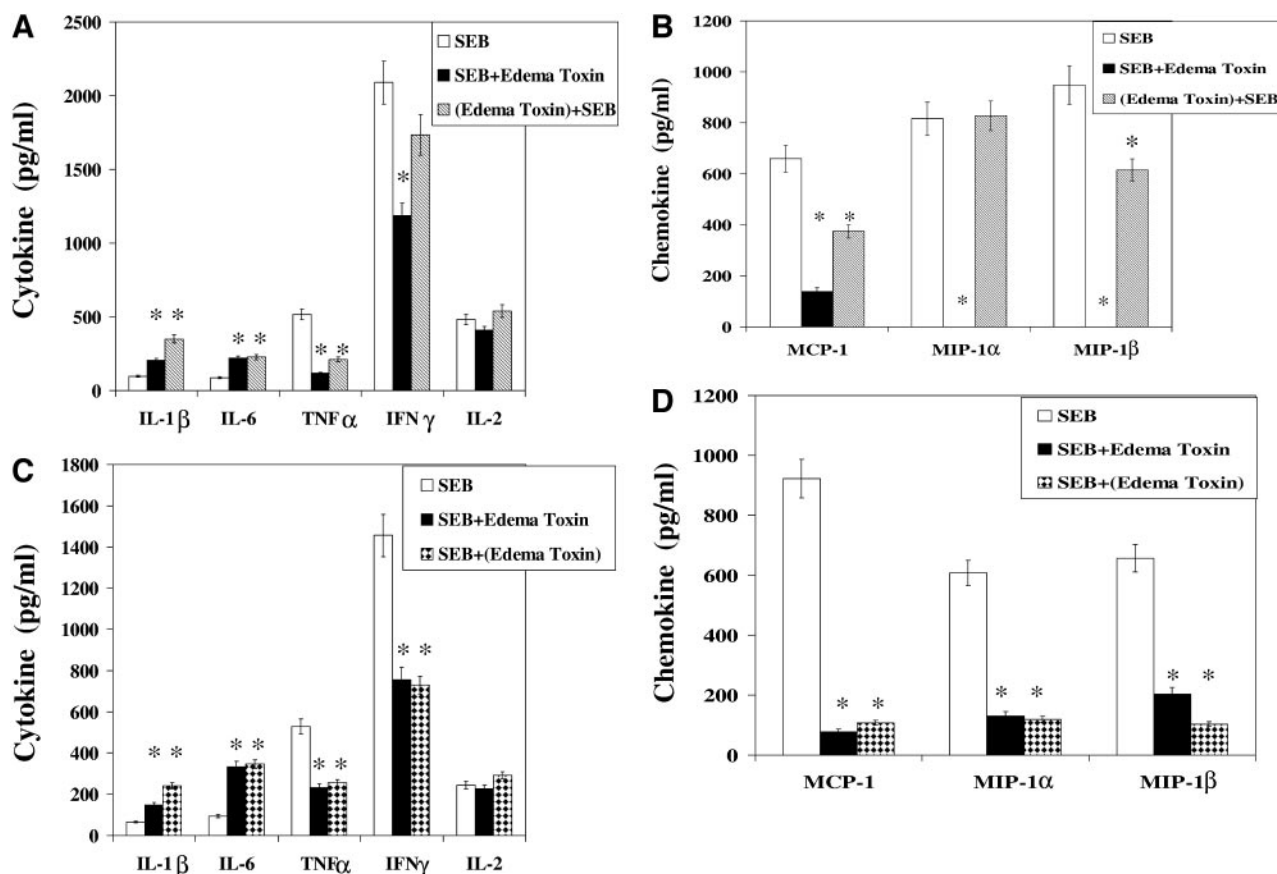 A
Cytokine (pg/ml)
2500
2000
1500
1000
500
0
SEB
SEB+Edema Toxin
(Edema Toxin)+SEB
* *
* *
* *
*
IL-1β IL-6 TNFα IFNγ IL-2
B
Chemokine (pg/ml)
1200
1000
800
600
400
200
0
SEB
SEB+Edema Toxin
(Edema Toxin)+SEB
* *
*
* *
MCP-1 MIP-1α MIP-1β
C
Cytokine (pg/ml)
1800
1600
1400
1200
1000
800
600
400
200
0
SEB
SEB+Edema Toxin
SEB+(Edema Toxin)
* *
* *
* *
* *
IL-1β IL-6 TNFα IFNγ IL-2
D
Chemokine (pg/ml)
1200
1000
800
600
400
200
0
SEB
SEB+Edema Toxin
SEB+(Edema Toxin)
* *
* *
* *
MCP-1 MIP-1α MIP-1β